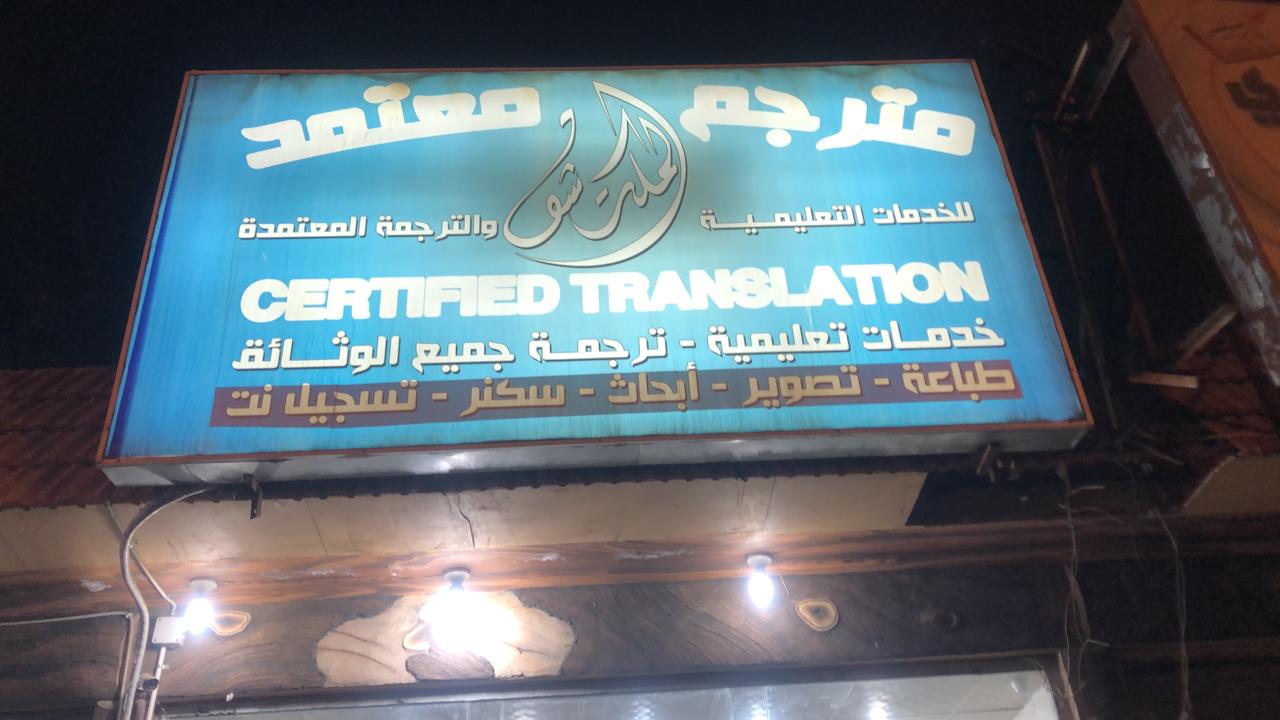 مترجم معتمد
للخدمات التعليمية والترجمة المعتمدة
CERTIFIED TRANSLATION
خدمات تعليمية - ترجمة جميع الوثائق
طباعة - تصوير - أبحاث - سكنر - تسجيل نت